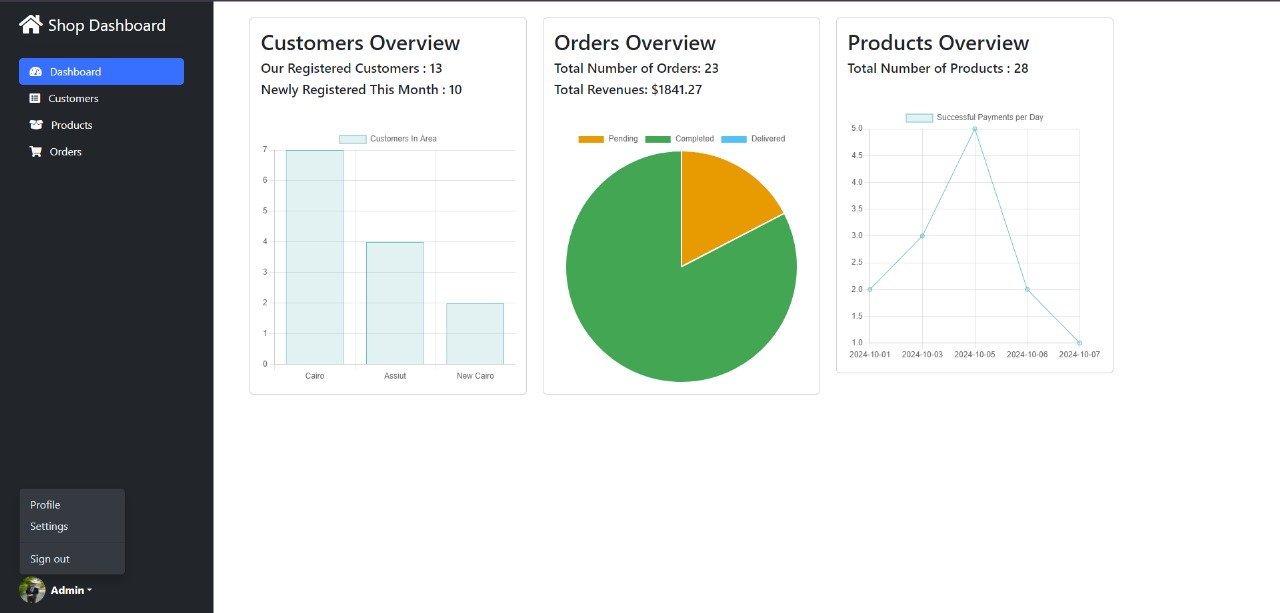 Shop Dashboard
Dashboard
Customers
Products
Orders
Profile
Settings
Sign out
Admin
Customers Overview
Our Registered Customers : 13
Newly Registered This Month : 10
Customers In Area
7
6
5
4
3
2
1
0
Cairo Assiut New Cairo
Orders Overview
Total Number of Orders: 23
Total Revenues: $1841.27
Pending Completed Delivered
Products Overview
Total Number of Products : 28
Successful Payments per Day
5.0
4.5
4.0
3.5
3.0
2.5
2.0
1.5
1.0
2024-10-01 2024-10-03 2024-10-05 2024-10-06 2024-10-07